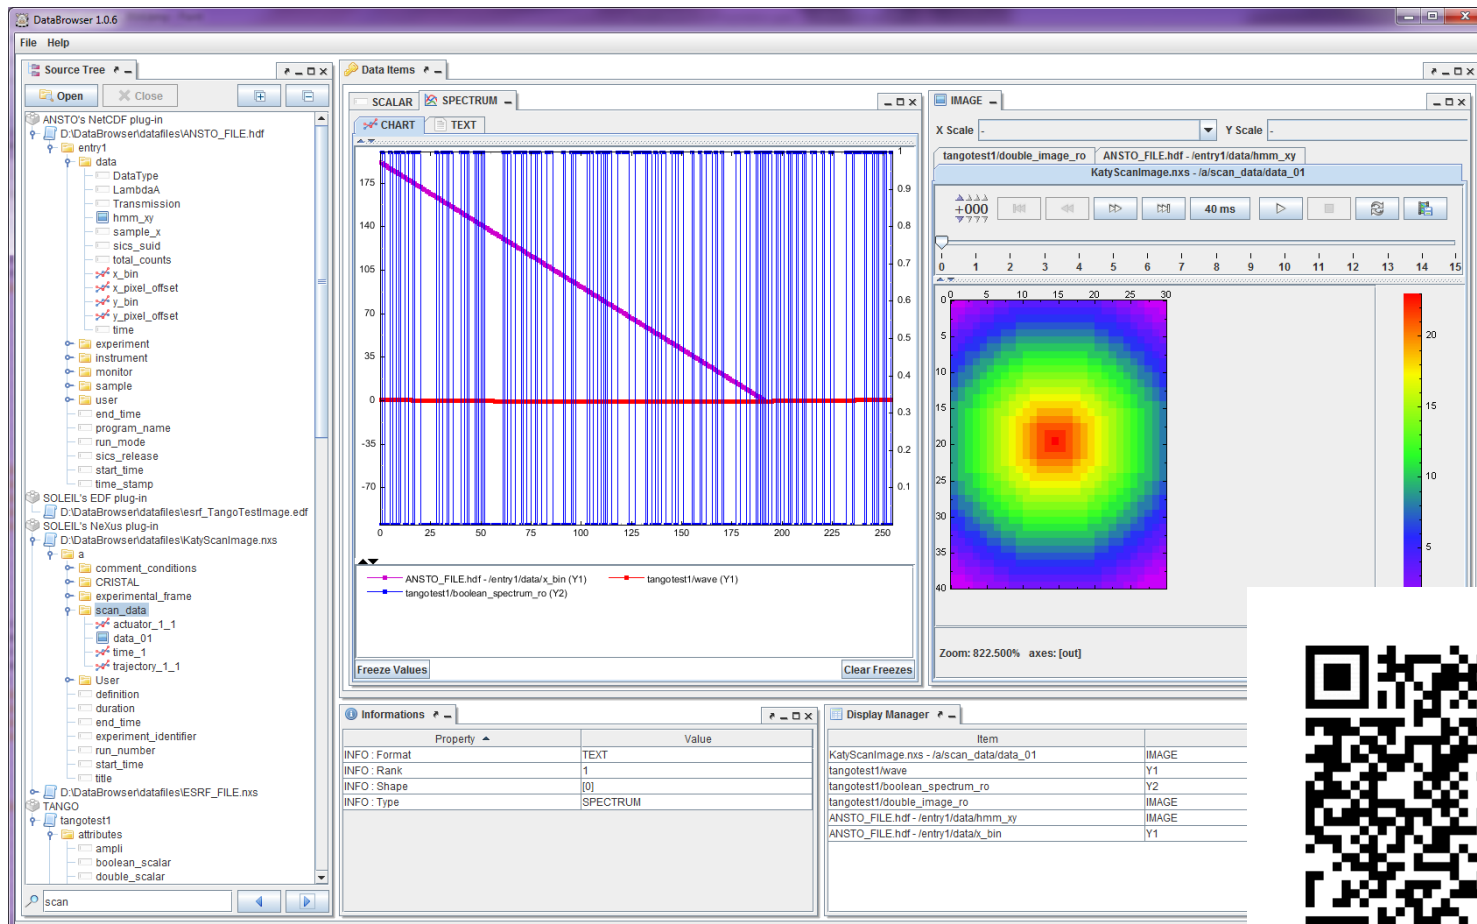 DataBrowser 1.0.6
File Help
Source Tree
Open Close
ANSTO's NetCDF plug-in
D:\DataBrowser\datafiles\ANSTO_FILE.hdf
entry1
data
DataType
LambdaA
Transmission
hmm_xy
sample_x
sics_suid
total_counts
x_bin
x_pixel_offset
y_bin
y_pixel_offset
time
experiment
instrument
monitor
sample
user
end_time
program_name
run_mode
sics_release
start_time
time_stamp
SOLEIL's EDF plug-in
D:\DataBrowser\datafiles\esrf_TangoTestImage.edf
SOLEIL's NeXus plug-in
D:\DataBrowser\datafiles\KatyScanImage.nxs
a
comment_conditions
CRISTAL
experimental_frame
scan_data
actuator_1_1
data_01
time_1
trajectory_1_1
User
definition
duration
end_time
experiment_identifier
run_number
start_time
title
D:\DataBrowser\datafiles\ESRF_FILE.nxs
TANGO
tangotest1
attributes
ampli
boolean_scalar
double_scalar
scan
Data Items
SCALAR SPECTRUM
CHART TEXT
175
140
105
70
35
0
-35
-70
1
0.9
0.8
0.7
0.6
0.5
0.4
0.3
0.2
0.1
0 25 50 75 100 125 150 175 200 225 250
ANSTO_FILE.hdf - /entry1/data/x_bin (Y1) tangotest1/wave (Y1)
tangotest1/boolean_spectrum_ro (Y2)
Freeze Values Clear Freezes
IMAGE
X Scale - Y Scale -
tangotest1/double_image_ro ANSTO_FILE.hdf - /entry1/data/hmm_xy
KatyScanImage.nxs - /a/scan_data/data_01
+000 40 ms
0 1 2 3 4 5 6 7 8 9 10 11 12 13 14 15
0 5 10 15 20 25 30
0
5
10
15
20
25
30
35
40
20
15
10
5
Zoom: 822.500% axes: [out]
Informations
Property Value
INFO : Format TEXT
INFO : Rank 1
INFO : Shape [0]
INFO : Type SPECTRUM
Display Manager
Item
KatyScanImage.nxs - /a/scan_data/data_01 IMAGE
tangotest1/wave Y1
tangotest1/boolean_spectrum_ro Y2
tangotest1/double_image_ro IMAGE
ANSTO_FILE.hdf - /entry1/data/hmm_xy IMAGE
ANSTO_FILE.hdf - /entry1/data/x_bin Y1